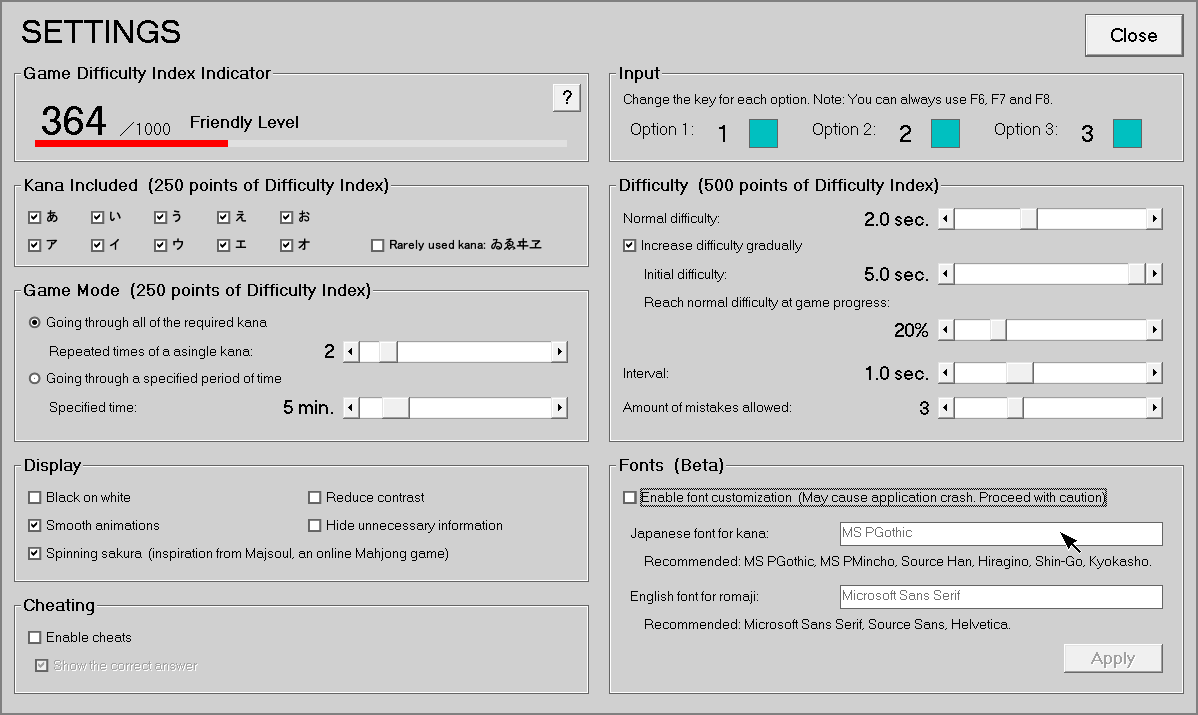 SETTINGS
Close
Game Difficulty Index Indicator
?
364 ／1000 Friendly Level
Input
Change the key for each option. Note: You can always use F6, F7 and F8.
Option 1: 1 Option 2: 2 Option 3: 3
Kana Included (250 points of Difficulty Index)
あ い う え お
ア イ ウ エ オ Rarely used kana: ゐゑヰヱ
Game Mode (250 points of Difficulty Index)
Going through all of the required kana
Repeated times of a asingle kana: 2
Going through a specified period of time
Specified time: 5 min.
Difficulty (500 points of Difficulty Index)
Normal difficulty: 2.0 sec.
Increase difficulty gradually
Initial difficulty: 5.0 sec.
Reach normal difficulty at game progress:
20%
Interval: 1.0 sec.
Amount of mistakes allowed: 3
Display
Black on white Reduce contrast
Smooth animations Hide unnecessary information
Spinning sakura (inspiration from Majsoul, an online Mahjong game)
Cheating
Enable cheats
Show the correct answer
Fonts (Beta)
Enable font customization (May cause application crash. Proceed with caution)
Japanese font for kana: MS PGothic
Recommended: MS PGothic, MS PMincho, Source Han, Hiragino, Shin-Go, Kyokasho.
English font for romaji: Microsoft Sans Serif
Recommended: Microsoft Sans Serif, Source Sans, Helvetica.
Apply